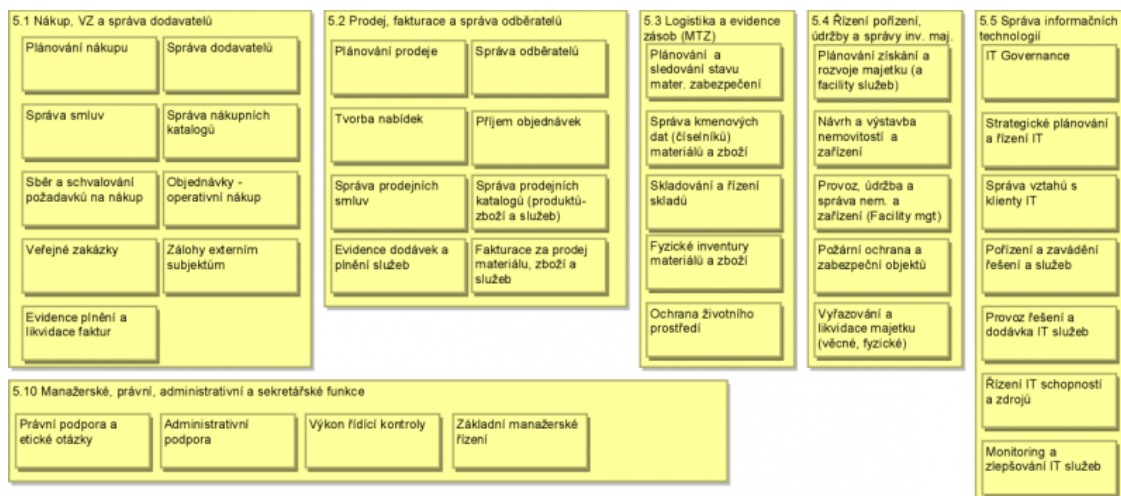 5.1 Nákup, VZ a správa dodavatelů
Plánování nákupu
Správa dodavatelů
Správa smluv
Správa nákupních
katalogů
Sběr a schvalování
požadavků na nákup
Objednávky -
operativní nákup
Veřejné zakázky
Zálohy externím
subjektům
Evidence plnění a
likvidace faktur
5.2 Prodej, fakturace a správa odběratelů
Plánování prodeje
Správa odběratelů
Tvorba nabídek
Příjem objednávek
Správa prodejních
smluv
Správa prodejních
katalogů (produktů-
zboží a služeb)
Evidence dodávek a
plnění služeb
Fakturace za prodej
materiálu, zboží a
služeb
5.3 Logistika a evidence
zásob (MTZ)
Plánování a
sledování stavu
mater. zabezpečení
Správa kmenových
dat (číselníků)
materiálů a zboží
Skladování a řízení
skladů
Fyzické inventury
materiálů a zboží
Ochrana životního
prostředí
5.4 Řízení pořízení,
údržby a správy inv. maj.
Plánování získání a
rozvoje majetku (a
facility služeb)
Návrh a výstavba
nemovitostí a
zařízení
Provoz, údržba a
správa nem. a
zařízení (Facility mgt)
Požární ochrana a
zabezpeční objektů
Vyřazování a
likvidace majetku
(věcné, fyzické)
5.5 Správa informačních
technologií
IT Governance
Strategické plánování
a řízení IT
Správa vztahů s
klienty IT
Pořízení a zavádění
řešení a služeb
Provoz řešení a
dodávka IT služeb
Řízení IT schopností
a zdrojů
Monitoring a
zlepšování IT služeb
5.10 Manažerské, právní, administrativní a sekretářské funkce
Právní podpora a
etické otázky
Administrativní
podpora
Výkon řídící kontroly
Základní manažerské
řízení